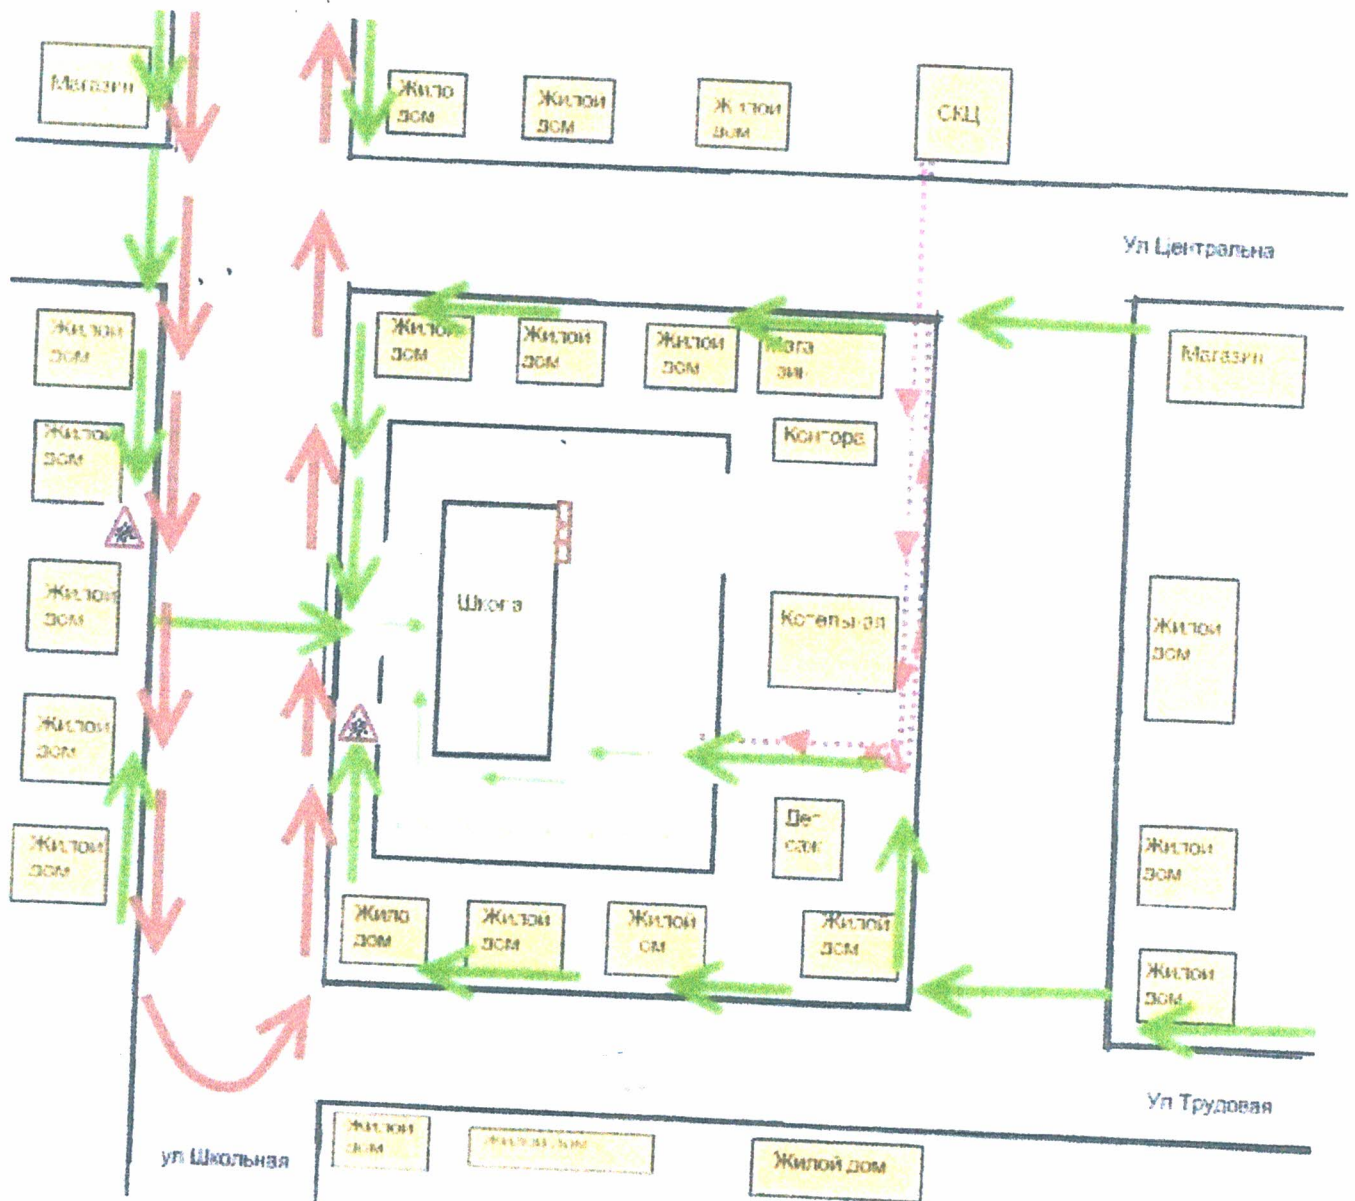 Магазин
Жило
дом
Жилой
дом
Жилой
дом
СКЦ
Ул Центральна
Жилой
дом
Жилой
дом
Жилой
дом
Жилой
дом
Мага
зин
Магазин
Жилой
дом
Контора
Жилой
дом
Школа
Котельная
Жилой
дом
Жилой
дом
Жилой
дом
Дет
сад
Жилой
дом
Жило
дом
Жилой
дом
Жилой
ом
Жилой
дом
Жилой
дом
Ул Трудовая
ул Школьная
Жилой
дом
Жилой дом
Жилой дом